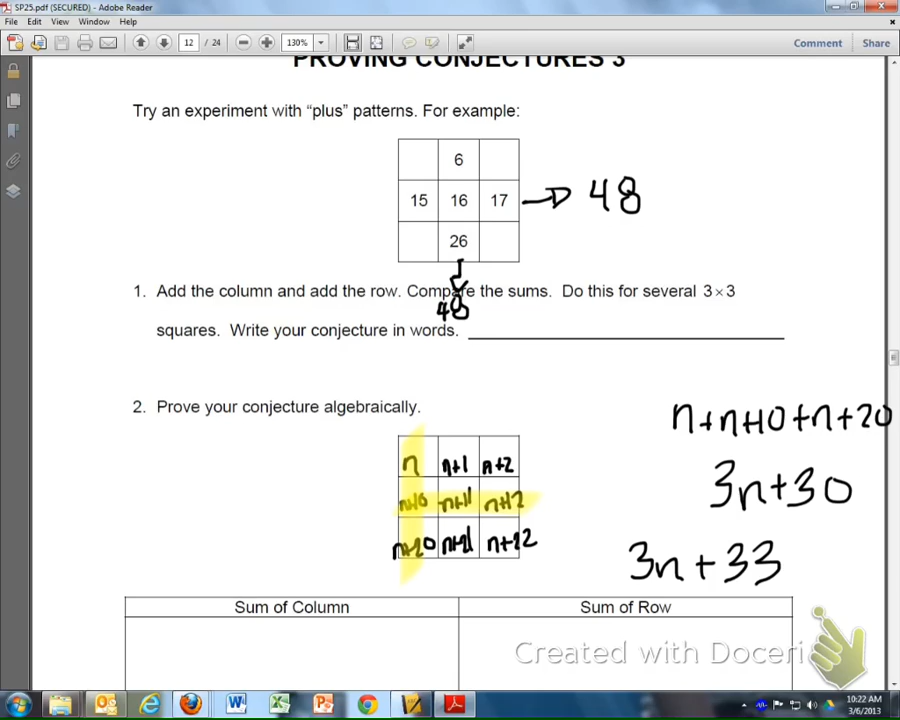 SP25.pdf (SECURED) - Adobe Reader
File Edit View Window Help
12 / 24 130% Comment Share
PROVING CONJECTURES 3
Try an experiment with “plus” patterns. For example:
6
15 16 17 → 48
26
48
1. Add the column and add the row. Compare the sums. Do this for several 3×3
squares. Write your conjecture in words.
2. Prove your conjecture algebraically.
n+n+10+n+20
n n+1 n+2
3n+30
n+10 n+11 n+12
n+20 n+21 n+22
3n+33
Sum of Column Sum of Row
Created with Doceri
10:22 AM
3/6/2013